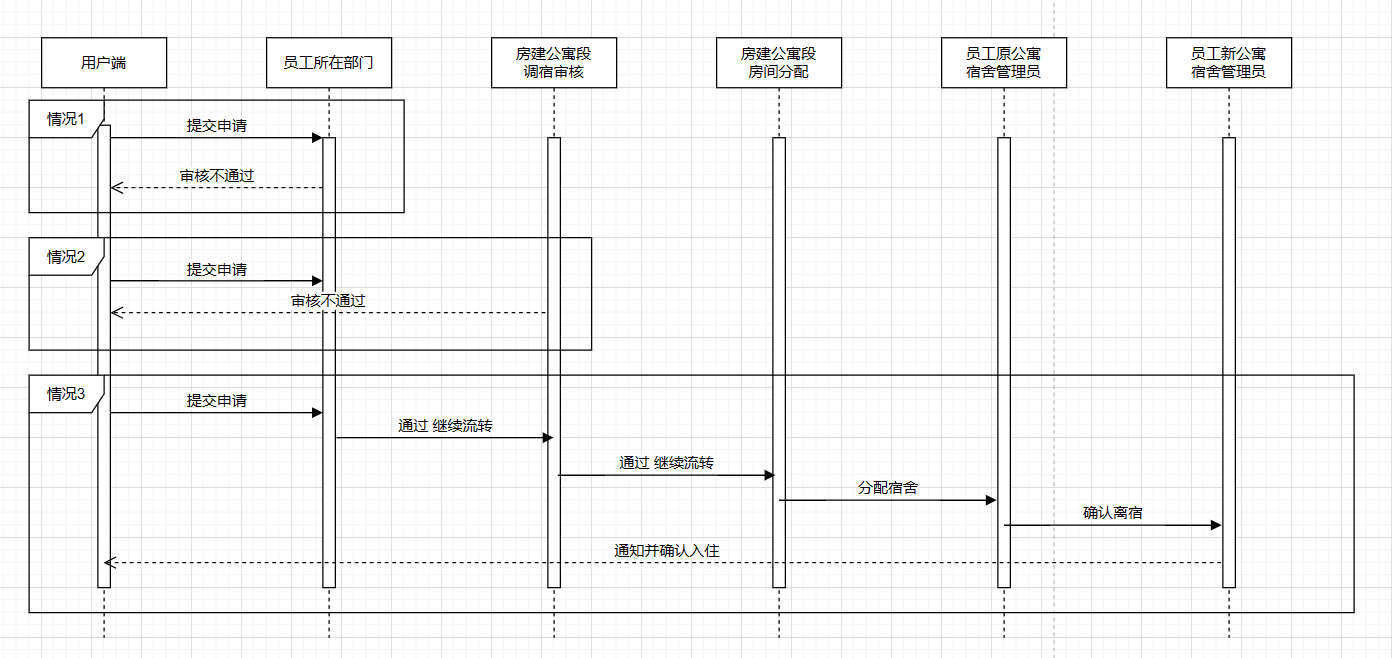 用户端
员工所在部门
房建公寓段
调宿审核
房建公寓段
房间分配
员工原公寓
宿舍管理员
员工新公寓
宿舍管理员
情况1
提交申请
审核不通过
情况2
提交申请
审核不通过
情况3
提交申请
通过 继续流转
通过 继续流转
分配宿舍
确认离宿
通知并确认入住